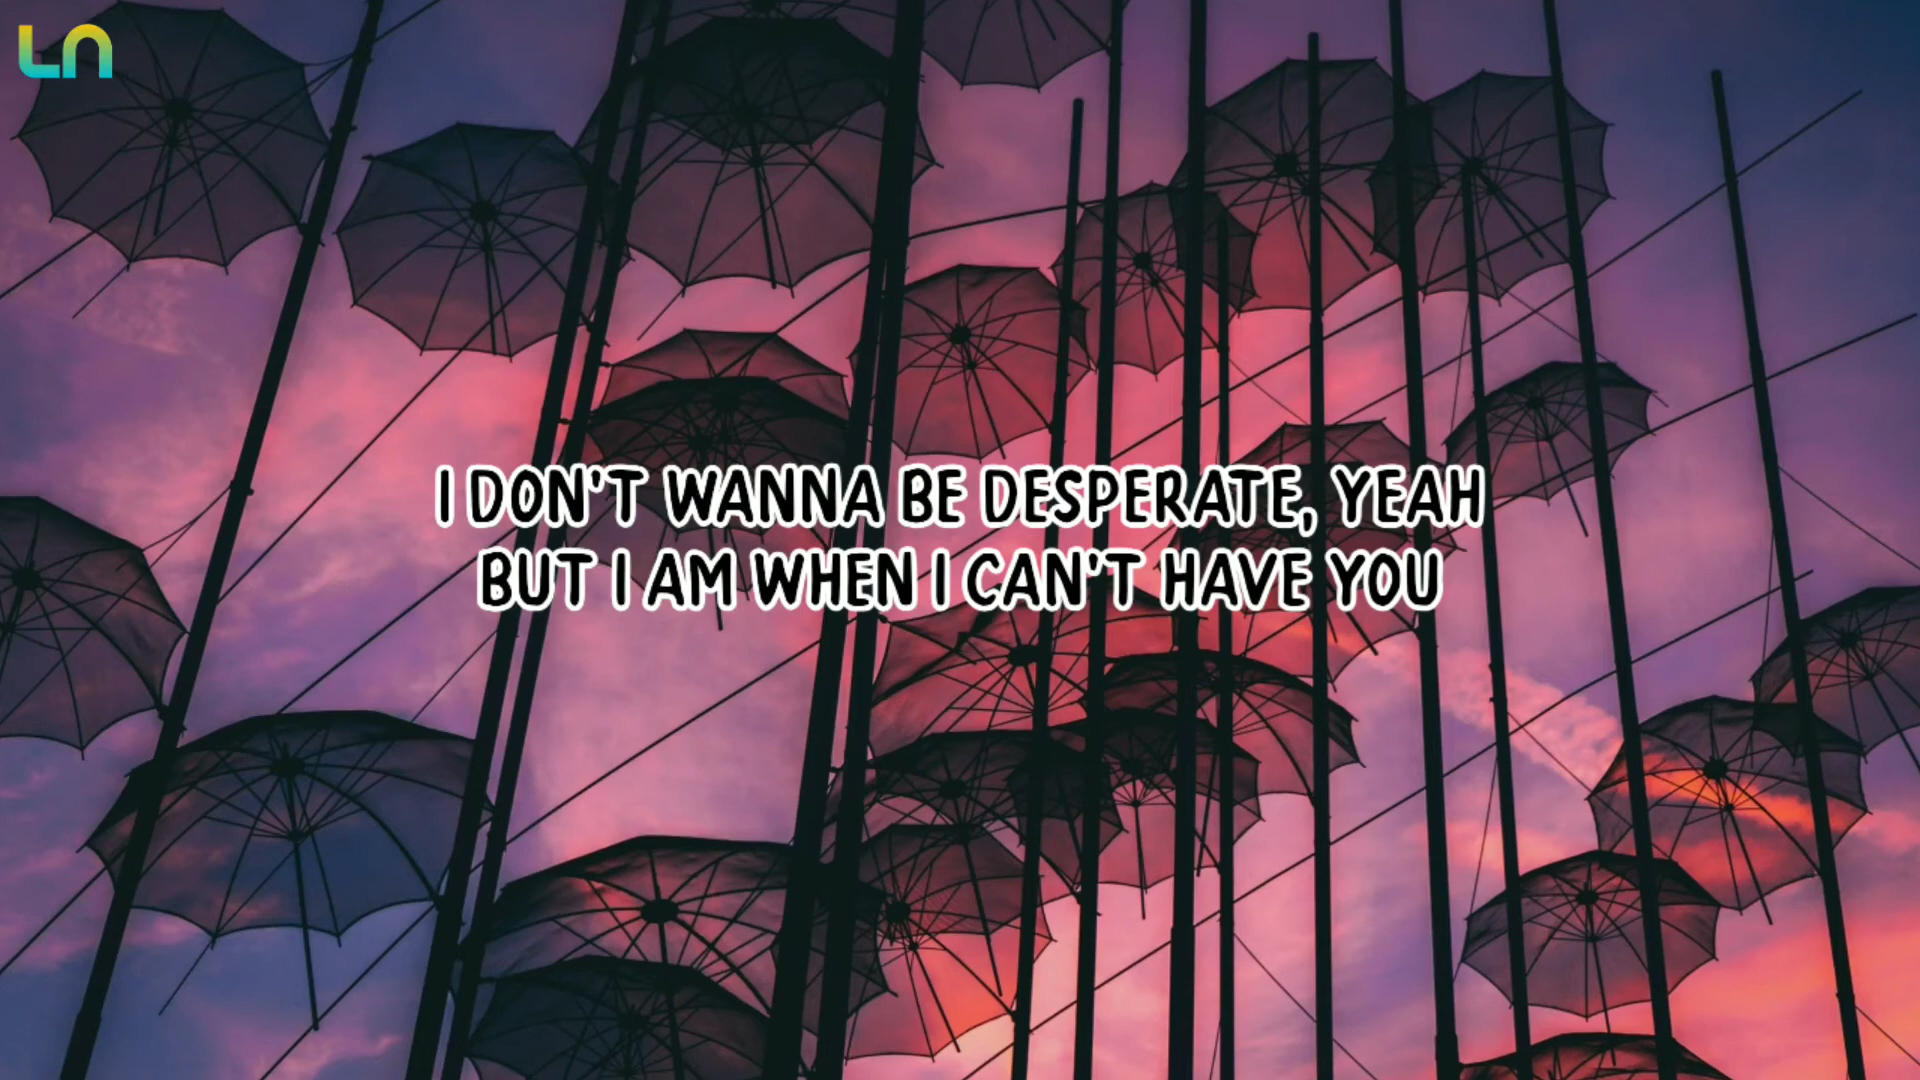 LN
I DON'T WANNA BE DESPERATE, YEAH
BUT I AM WHEN I CAN'T HAVE YOU